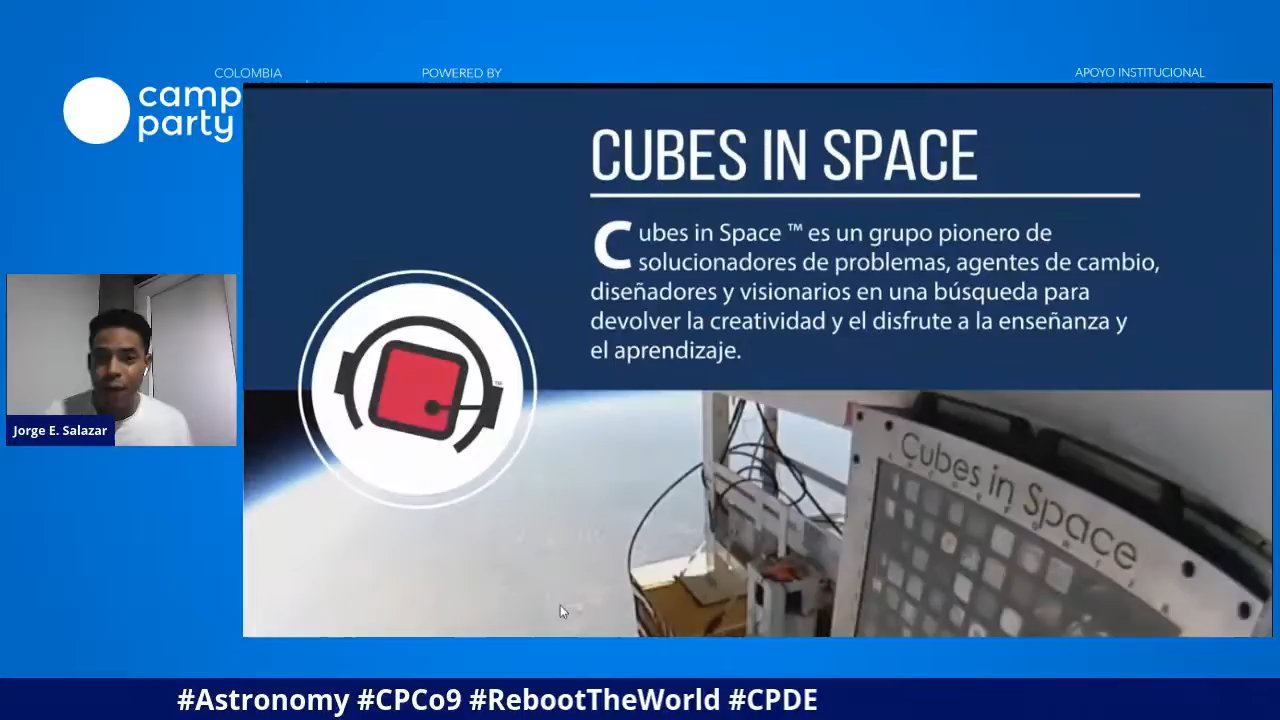 COLOMBIA
POWERED BY
APOYO INSTITUCIONAL
camp
party
CUBES IN SPACE
Cubes in Space ™ es un grupo pionero de
solucionadores de problemas, agentes de cambio,
diseñadores y visionarios en una búsqueda para
devolver la creatividad y el disfrute a la enseñanza y
el aprendizaje.
TM
Jorge E. Salazar
Cubes in Space
#Astronomy #CPCo9 #RebootTheWorld #CPDE